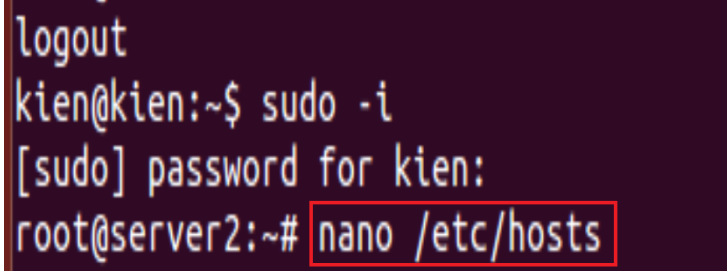 logout
kien@kien:~$ sudo -i
[sudo] password for kien:
root@server2:~# nano /etc/hosts